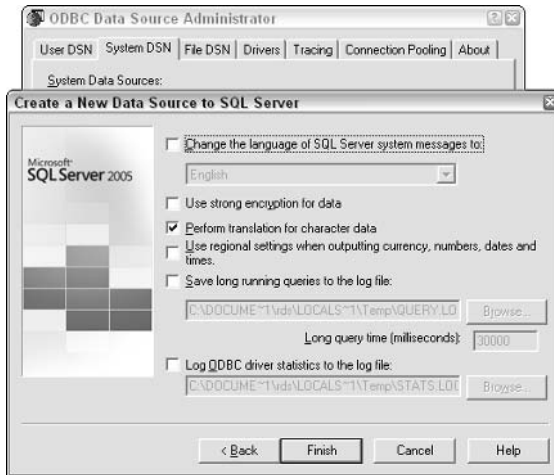 ODBC Data Source Administrator
User DSN System DSN File DSN Drivers Tracing Connection Pooling About
System Data Sources:
Create a New Data Source to SQL Server
Microsoft
SQL Server 2005
Change the language of SQL Server system messages to:
English
Use strong encryption for data
Perform translation for character data
Use regional settings when outputting currency, numbers, dates and
times.
Save long running queries to the log file:
C:\DOCUME~1\rds\LOCALS~1\Temp\QUERY.LO Browse...
Long query time (milliseconds): 30000
Log ODBC driver statistics to the log file:
C:\DOCUME~1\rds\LOCALS~1\Temp\STATS.LOG Browse...
< Back Finish Cancel Help